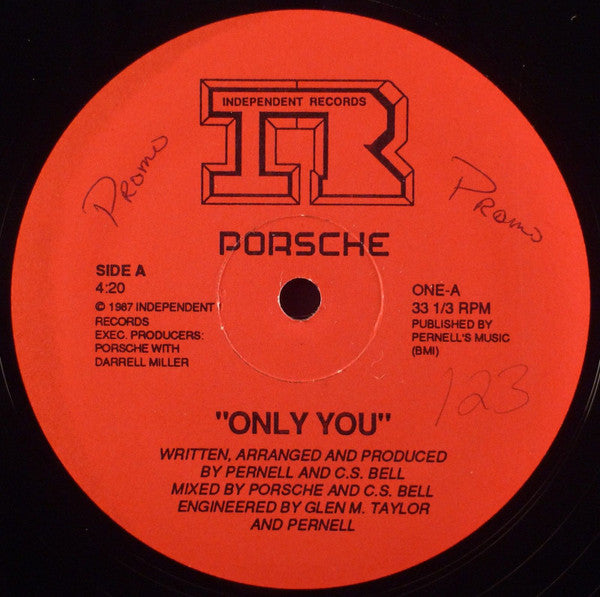 INDEPENDENT RECORDS
IR
Promo
Promo
PORSCHE
SIDE A
4:20
© 1987 INDEPENDENT
RECORDS
EXEC. PRODUCERS:
PORSCHE WITH
DARRELL MILLER
ONE-A
33 1/3 RPM
PUBLISHED BY
PERNELL'S MUSIC
(BMI)
123
"ONLY YOU"
WRITTEN, ARRANGED AND PRODUCED
BY PERNELL AND C.S. BELL
MIXED BY PORSCHE AND C.S. BELL
ENGINEERED BY GLEN M. TAYLOR
AND PERNELL